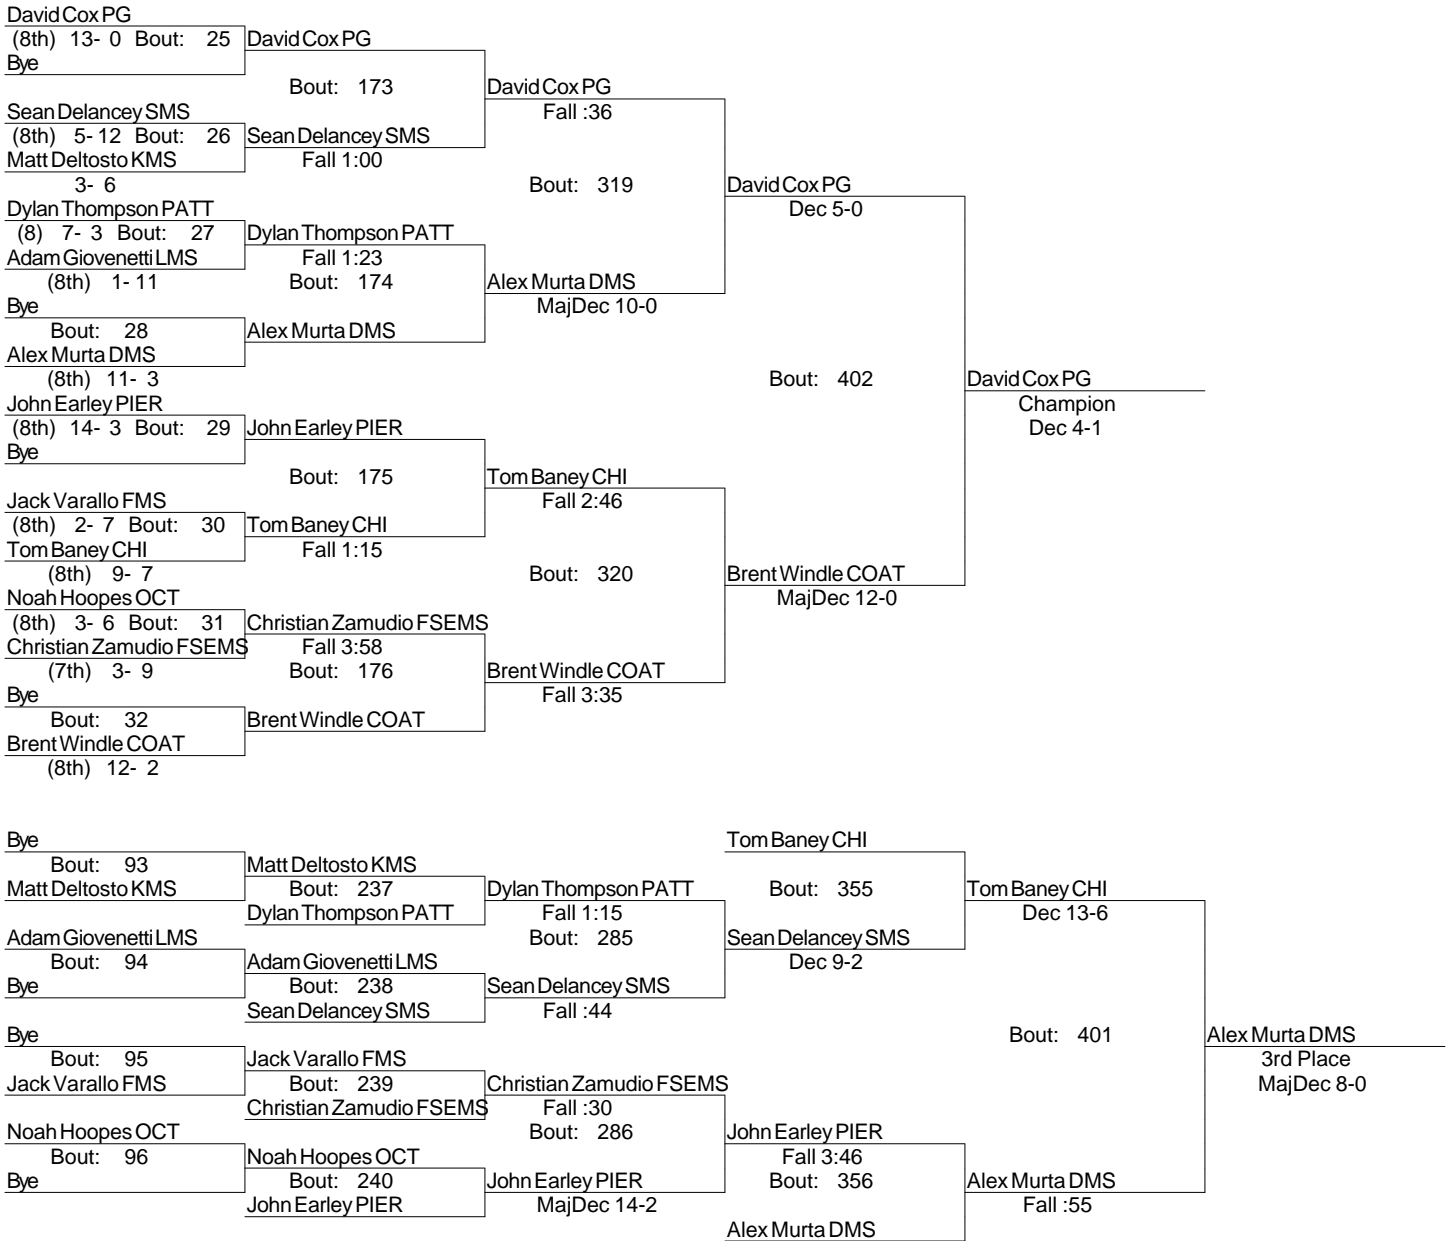 David Cox PG
(8th) 13- 0 Bout: 25 David Cox PG
Bye
Bout: 173 David Cox PG
Sean Delancey SMS Fall :36
(8th) 5- 12 Bout: 26 Sean Delancey SMS
Matt Deltosto KMS Fall 1:00
3- 6 Bout: 319 David Cox PG
Dylan Thompson PATT Dec 5-0
(8) 7- 3 Bout: 27 Dylan Thompson PATT
Adam Giovenetti LMS Fall 1:23
(8th) 1- 11 Bout: 174 Alex Murta DMS
Bye MajDec 10-0
Bout: 28 Alex Murta DMS
Alex Murta DMS
(8th) 11- 3 Bout: 402 David Cox PG
John Earley PIER Champion
(8th) 14- 3 Bout: 29 John Earley PIER Dec 4-1
Bye
Bout: 175 Tom Baney CHI
Jack Varallo FMS Fall 2:46
(8th) 2- 7 Bout: 30 Tom Baney CHI
Tom Baney CHI Fall 1:15
(8th) 9- 7 Bout: 320 Brent Windle COAT
Noah Hoopes OCT MajDec 12-0
(8th) 3- 6 Bout: 31 Christian Zamudio FSEMS
Christian Zamudio FSEMS Fall 3:58
(7th) 3- 9 Bout: 176 Brent Windle COAT
Bye Fall 3:35
Bout: 32 Brent Windle COAT
Brent Windle COAT
(8th) 12- 2
Bye Tom Baney CHI
Bout: 93 Matt Deltosto KMS
Matt Deltosto KMS Bout: 237 Dylan Thompson PATT Bout: 355 Tom Baney CHI
Dylan Thompson PATT Fall 1:15 Dec 13-6
Adam Giovenetti LMS Bout: 285 Sean Delancey SMS
Bout: 94 Adam Giovenetti LMS Dec 9-2
Bye Bout: 238 Sean Delancey SMS
Sean Delancey SMS Fall :44
Bye Bout: 401 Alex Murta DMS
Bout: 95 Jack Varallo FMS 3rd Place
Jack Varallo FMS Bout: 239 Christian Zamudio FSEMS MajDec 8-0
Christian Zamudio FSEMS Fall :30
Noah Hoopes OCT Bout: 286 John Earley PIER
Bout: 96 Noah Hoopes OCT Fall 3:46
Bye Bout: 240 John Earley PIER Bout: 356 Alex Murta DMS
John Earley PIER MajDec 14-2 Fall :55
Alex Murta DMS